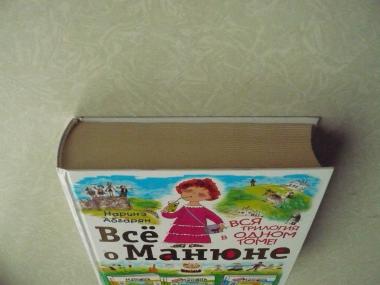 Наринэ
Абгарян
Всё
о Манюне
ВСЯ
ТРИЛОГИЯ
В ОДНОМ
ТОМЕ!